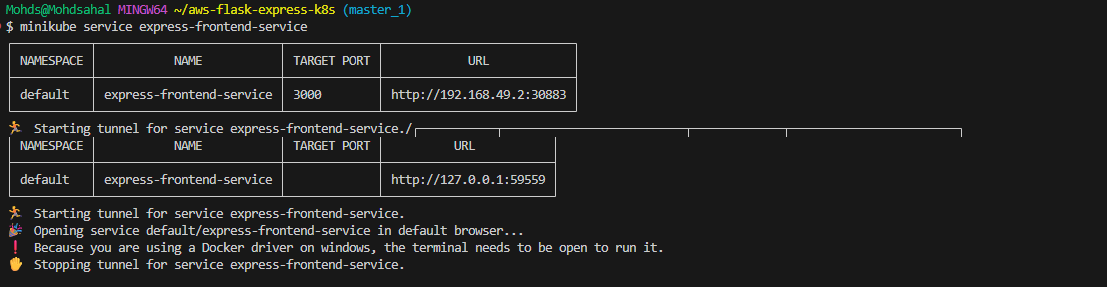 Mohds@Mohdsahal MINGW64 ~/aws-flask-express-k8s (master_1)
$ minikube service express-frontend-service
NAMESPACE NAME TARGET PORT URL
default express-frontend-service 3000 http://192.168.49.2:30883
🏃 Starting tunnel for service express-frontend-service./
NAMESPACE NAME TARGET PORT URL
default express-frontend-service http://127.0.0.1:59559
🏃 Starting tunnel for service express-frontend-service.
🎉 Opening service default/express-frontend-service in default browser...
❗ Because you are using a Docker driver on windows, the terminal needs to be open to run it.
✋ Stopping tunnel for service express-frontend-service.